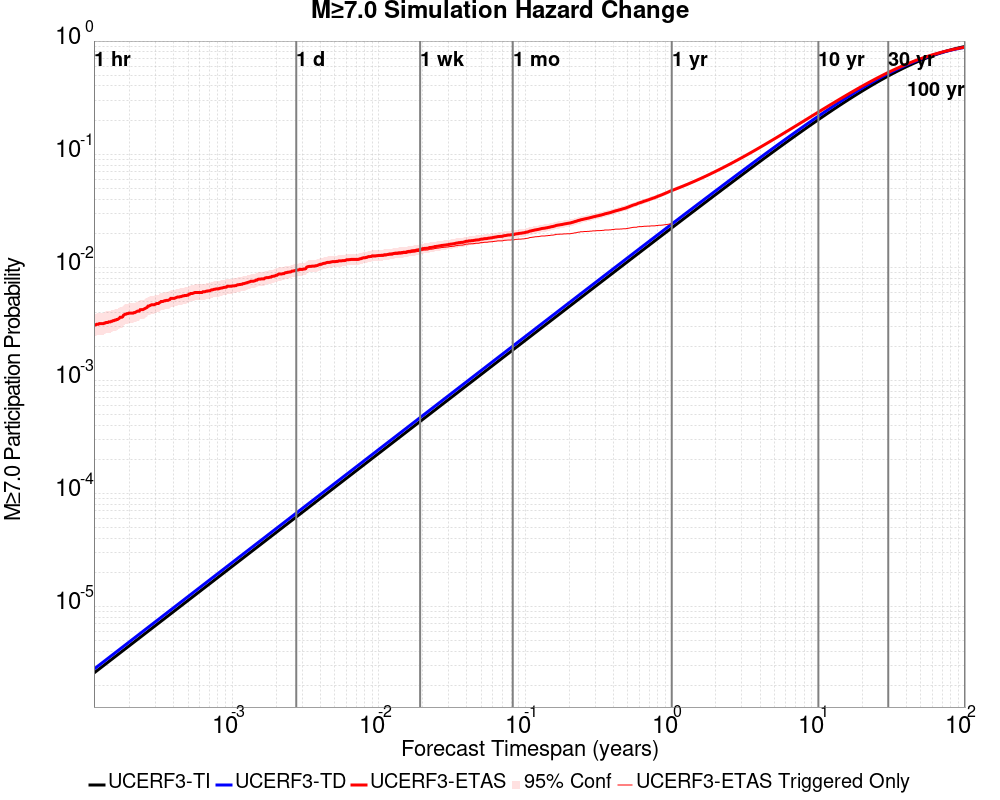 M≥7.0 Simulation Hazard Change
10^0
10^-1
10^-2
10^-3
10^-4
10^-5
M≥7.0 Participation Probability
1 hr
1 d
1 wk
1 mo
1 yr
10 yr
30 yr
100 yr
10^-3
10^-2
10^-1
10^0
10^1
10^2
Forecast Timespan (years)
UCERF3-TI UCERF3-TD UCERF3-ETAS 95% Conf UCERF3-ETAS Triggered Only